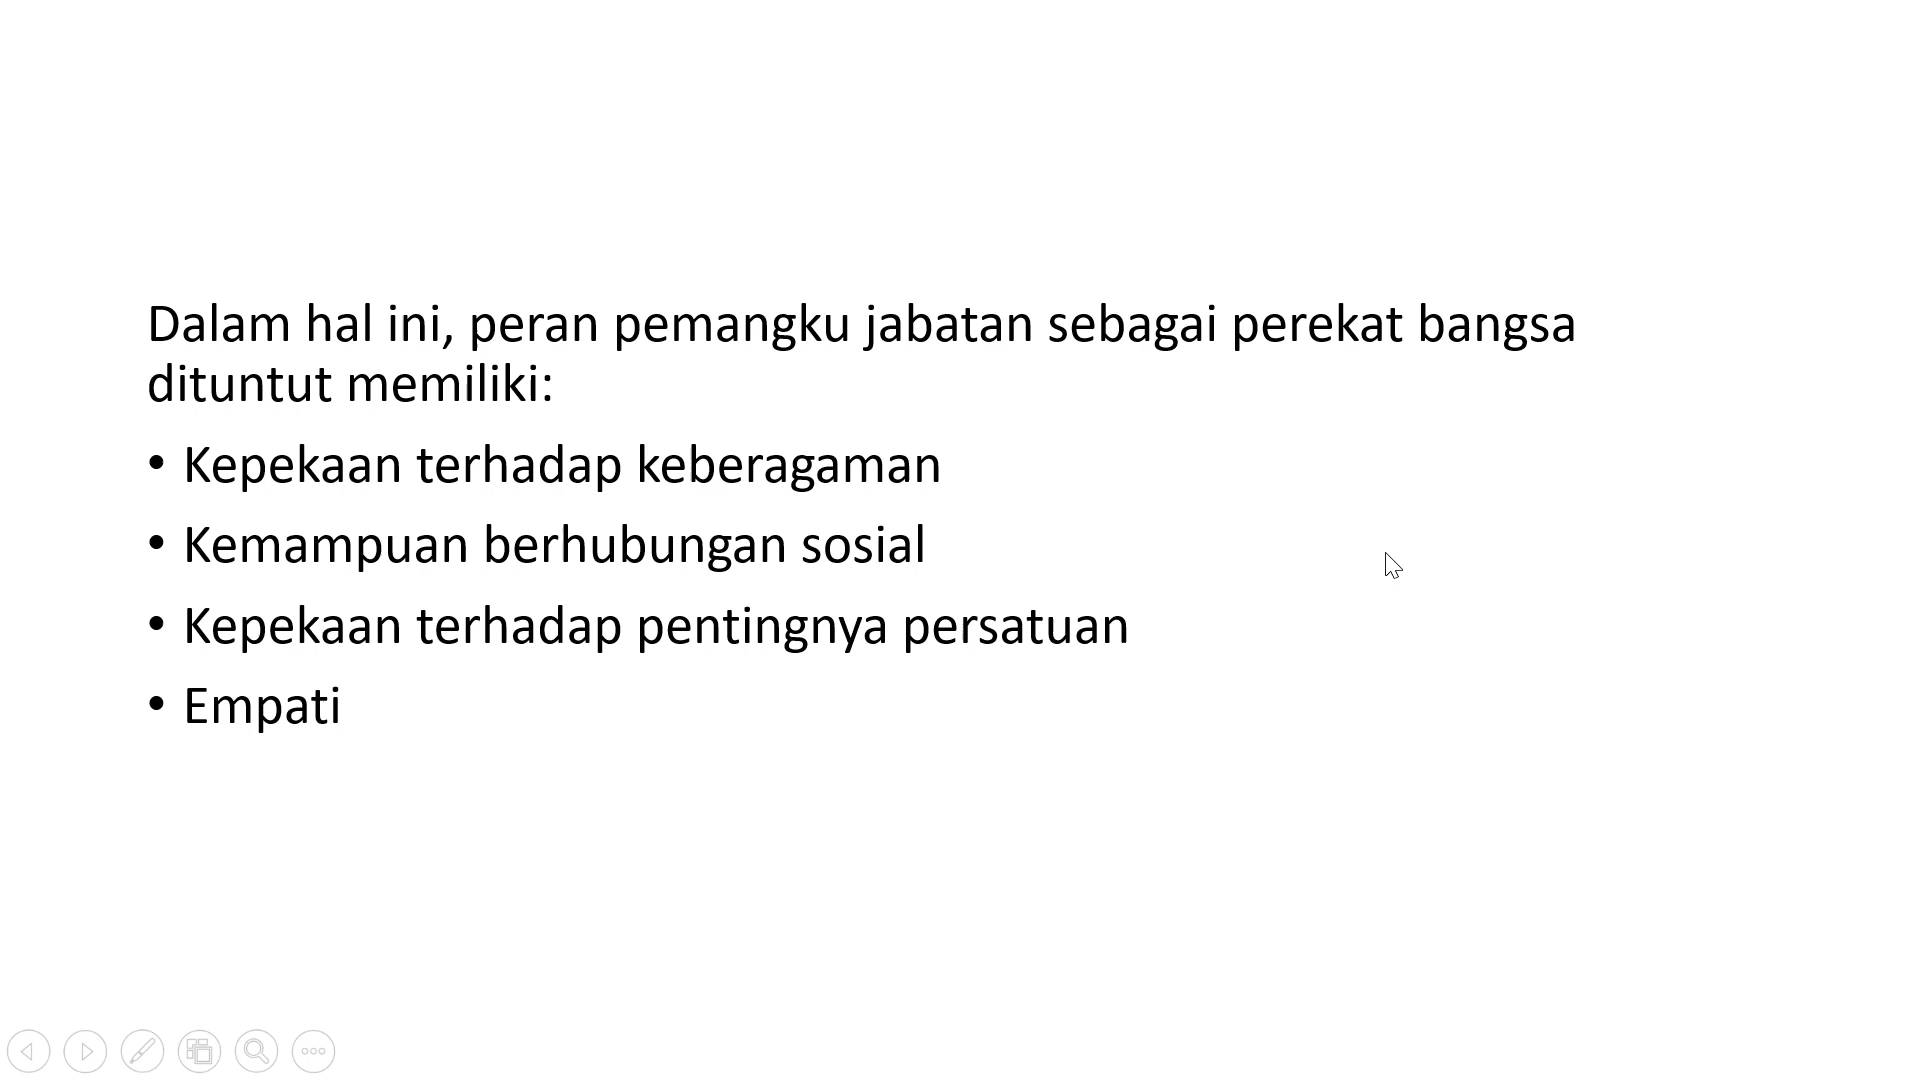 Dalam hal ini, peran pemangku jabatan sebagai perekat bangsa
dituntut memiliki:
• Kepekaan terhadap keberagaman
• Kemampuan berhubungan sosial
• Kepekaan terhadap pentingnya persatuan
• Empati